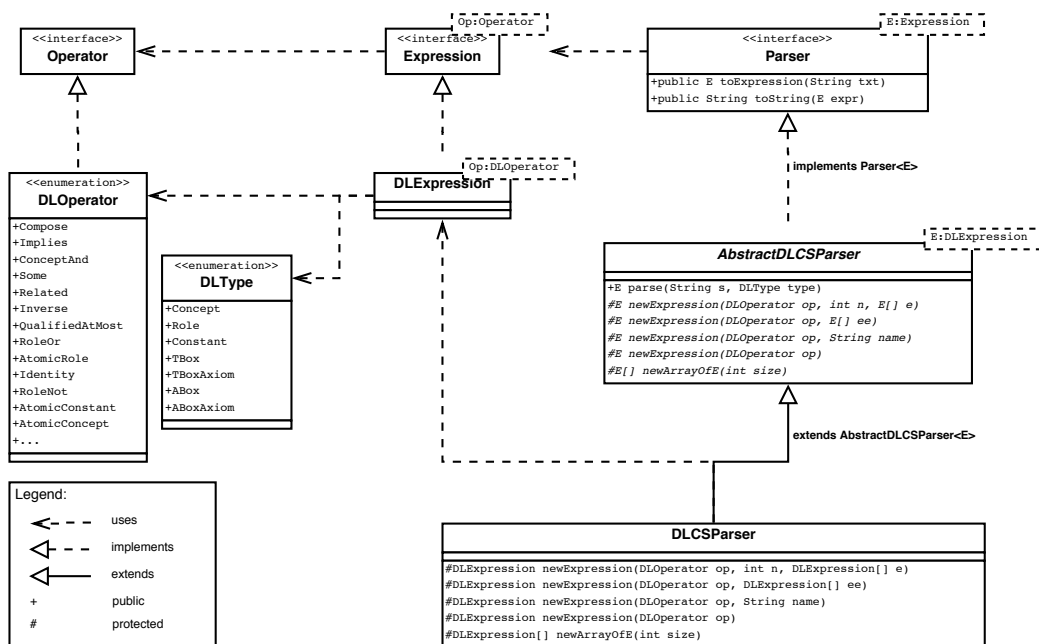 <<interface>>
Operator
Op:Operator
<<interface>>
Expression
E:Expression
<<interface>>
Parser
+public E toExpression(String txt)
+public String toString(E expr)
implements Parser<E>
<<enumeration>>
DLOperator
+Compose
+Implies
+ConceptAnd
+Some
+Related
+Inverse
+QualifiedAtMost
+RoleOr
+AtomicRole
+Identity
+RoleNot
+AtomicConstant
+AtomicConcept
+...
<<enumeration>>
DLType
+Concept
+Role
+Constant
+TBox
+TBoxAxiom
+ABox
+ABoxAxiom
Op:DLOperator
DLExpression
E:DLExpression
AbstractDLCSParser
+E parse(String s, DLType type)
#E newExpression(DLOperator op, int n, E[] e)
#E newExpression(DLOperator op, E[] ee)
#E newExpression(DLOperator op, String name)
#E newExpression(DLOperator op)
#E[] newArrayOfE(int size)
extends AbstractDLCSParser<E>
Legend:
uses
implements
extends
+ public
# protected
DLCSParser
#DLExpression newExpression(DLOperator op, int n, DLExpression[] e)
#DLExpression newExpression(DLOperator op, DLExpression[] ee)
#DLExpression newExpression(DLOperator op, String name)
#DLExpression newExpression(DLOperator op)
#DLExpression[] newArrayOfE(int size)